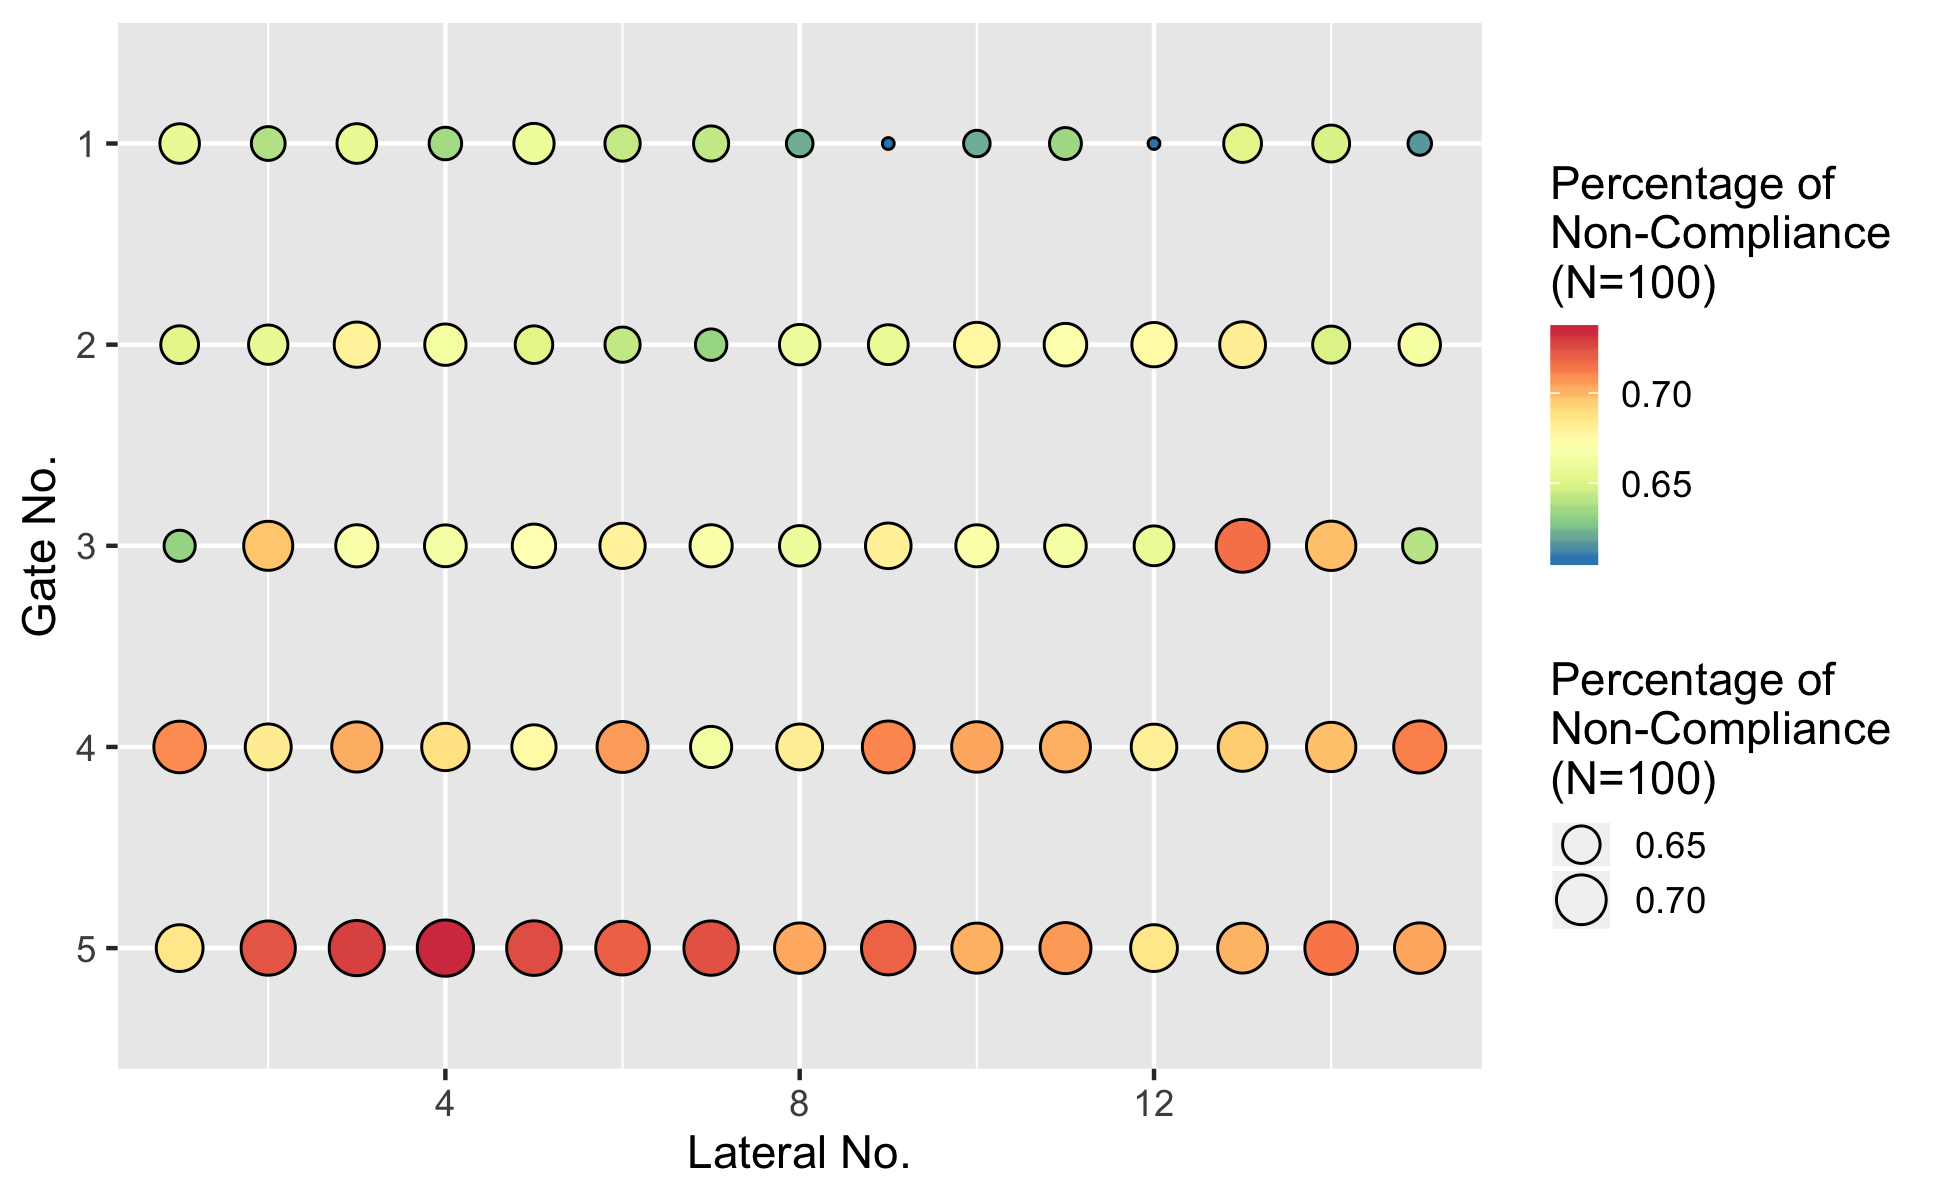 1
2
3
4
5
Gate No.
4
8
12
Lateral No.
Percentage of
Non-Compliance
(N=100)
0.70
0.65
Percentage of
Non-Compliance
(N=100)
0.65
0.70